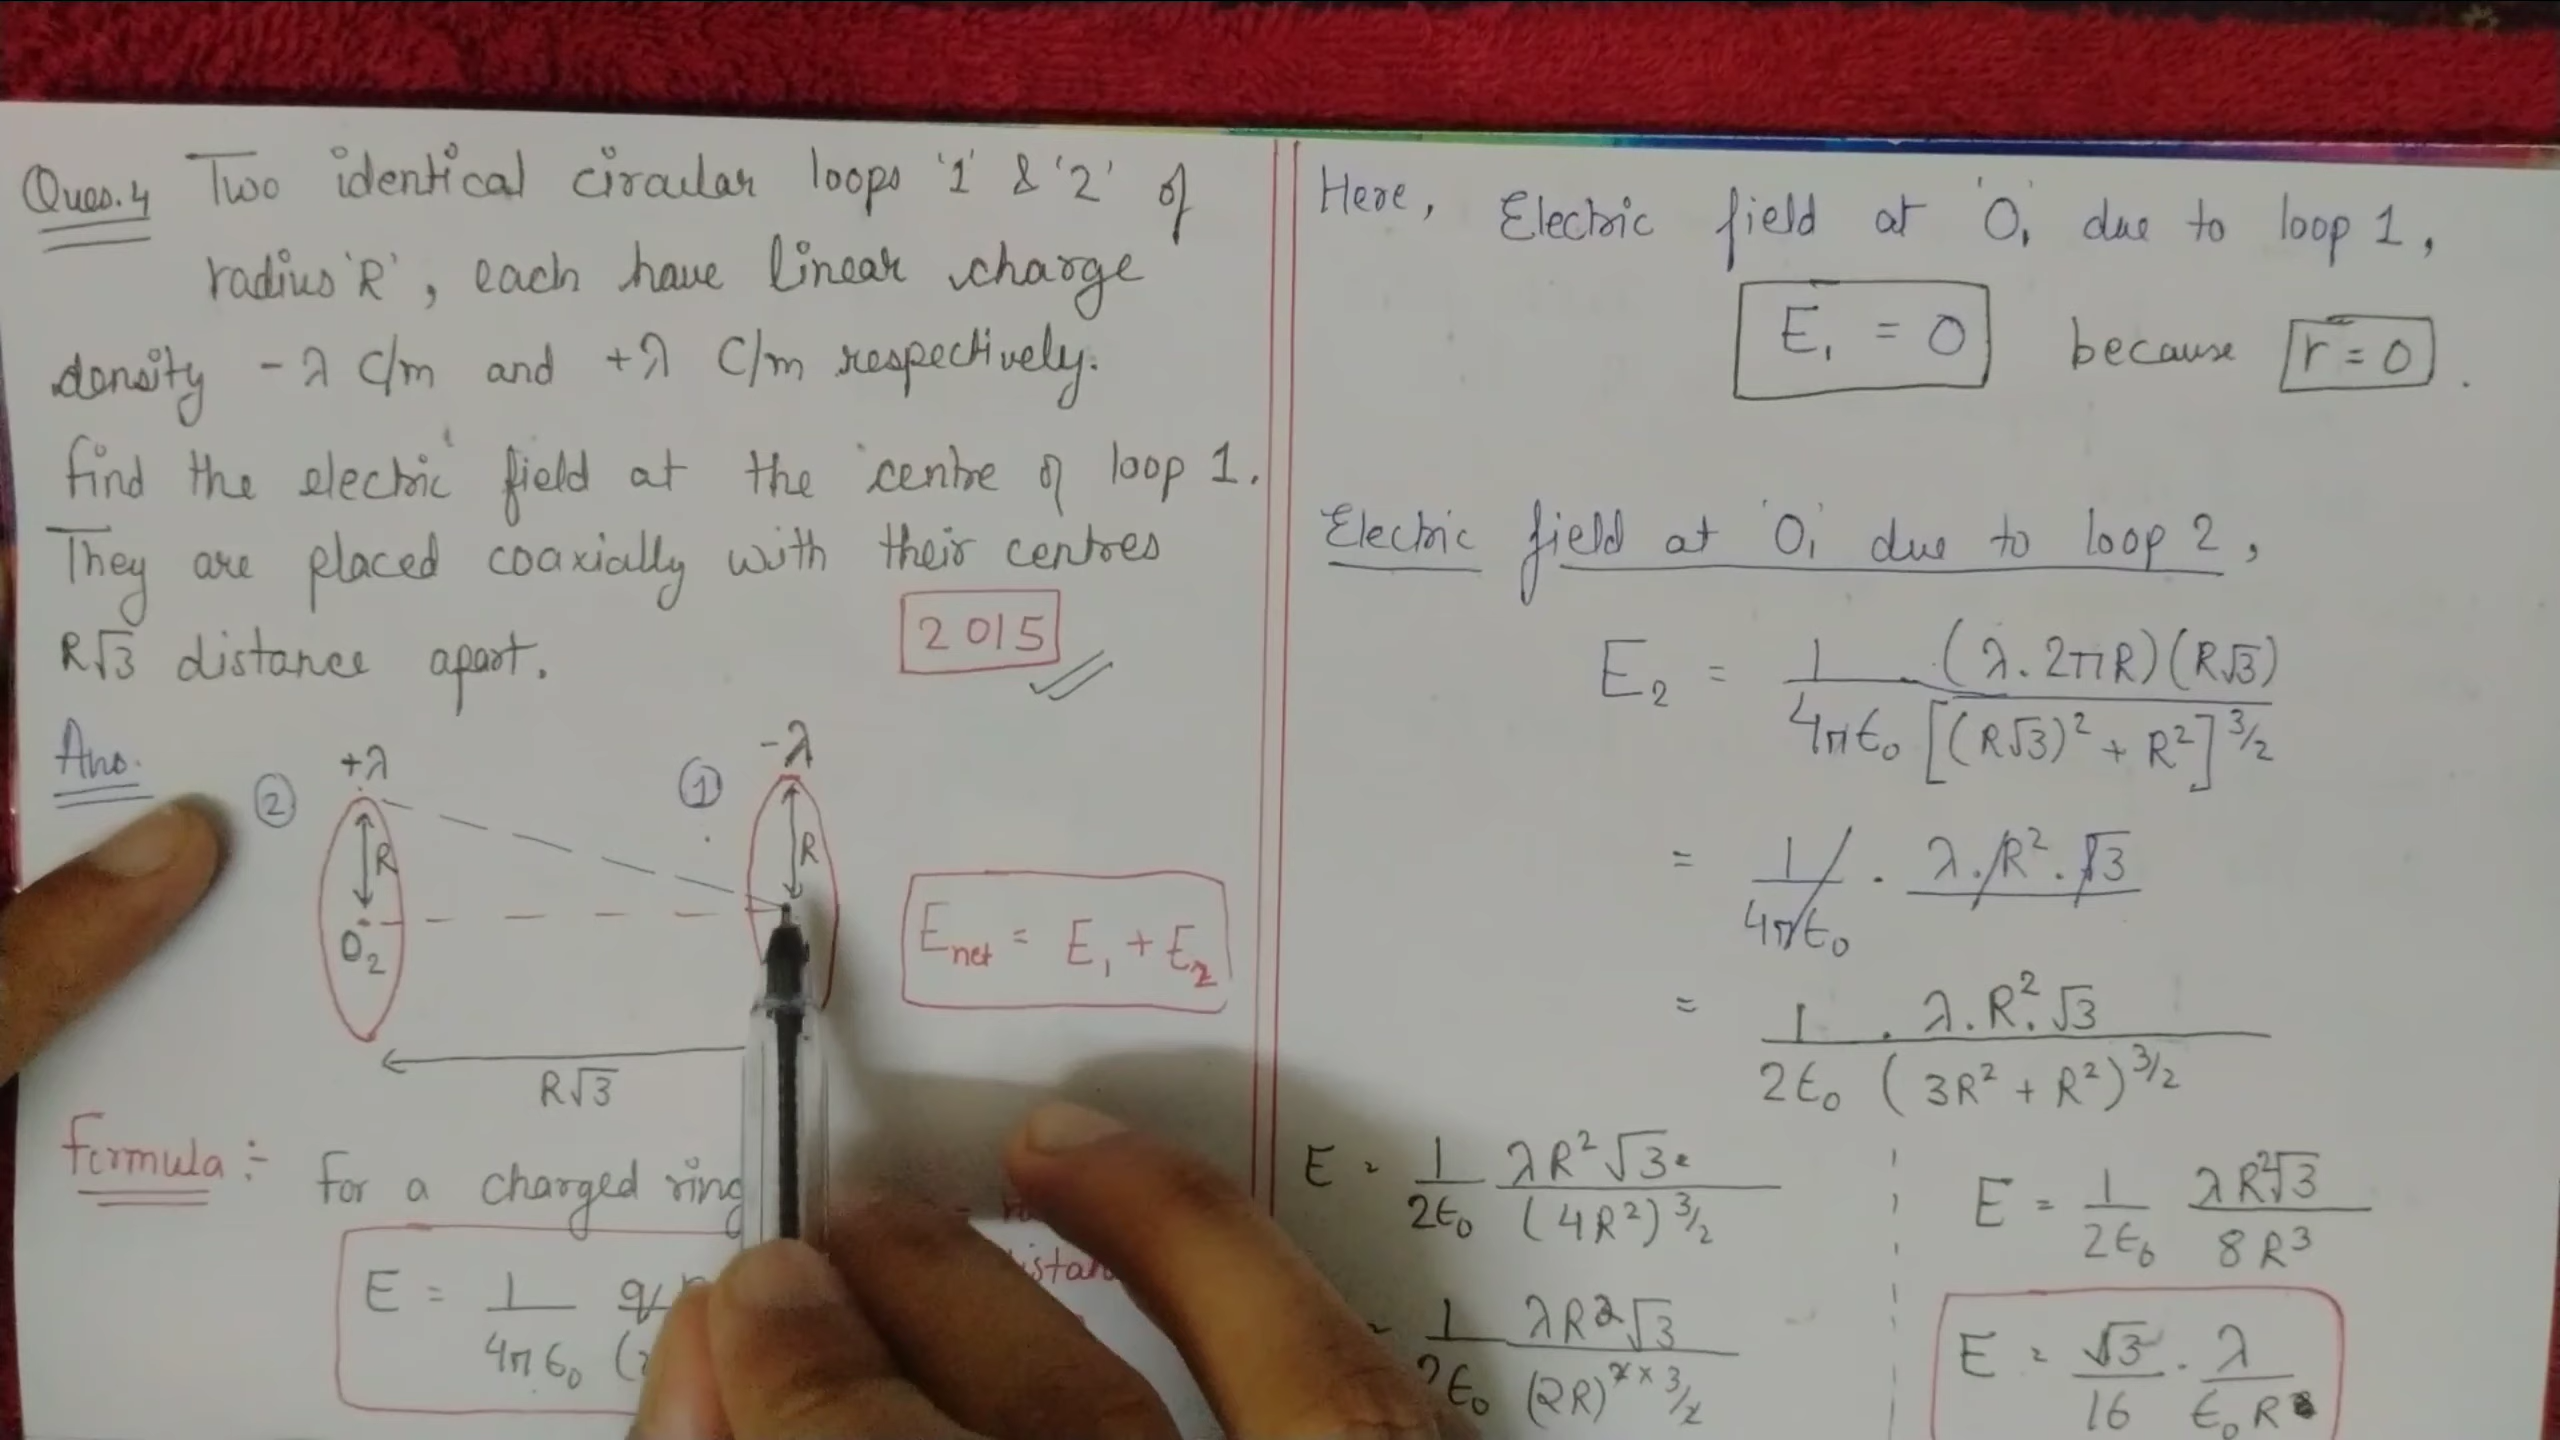 Ques.4 Two identical circular loops '1' & '2' of
radius 'R', each have linear charge
density -λ C/m and +λ C/m respectively.
find the electric field at the centre of loop 1.
They are placed coaxially with their centres
R√3 distance apart.
2015
Ans.
+λ
-λ
②
①
R
R
O₂
E net = E₁ + E₂
R√3
Formula :-
for a charged ring
E = 1/4πε₀ q
Here, Electric field at 'O₁' due to loop 1,
E₁ = 0 because r = 0.
Electric field at 'O₁' due to loop 2,
E₂ = 1/4πε₀ (λ.2πR)(R√3)/[(R√3)² + R²]^3/2
= 1/4πε₀ . λ.R².√3
= 1/2ε₀ . λ.R².√3/(3R² + R²)^3/2
E = 1/2ε₀ λR²√3/(4R²)^3/2
= 1/2ε₀ λR²√3/(2R)^2×3/2
E = 1/2ε₀ λR²√3/8R³
E = √3/16 . λ/ε₀R